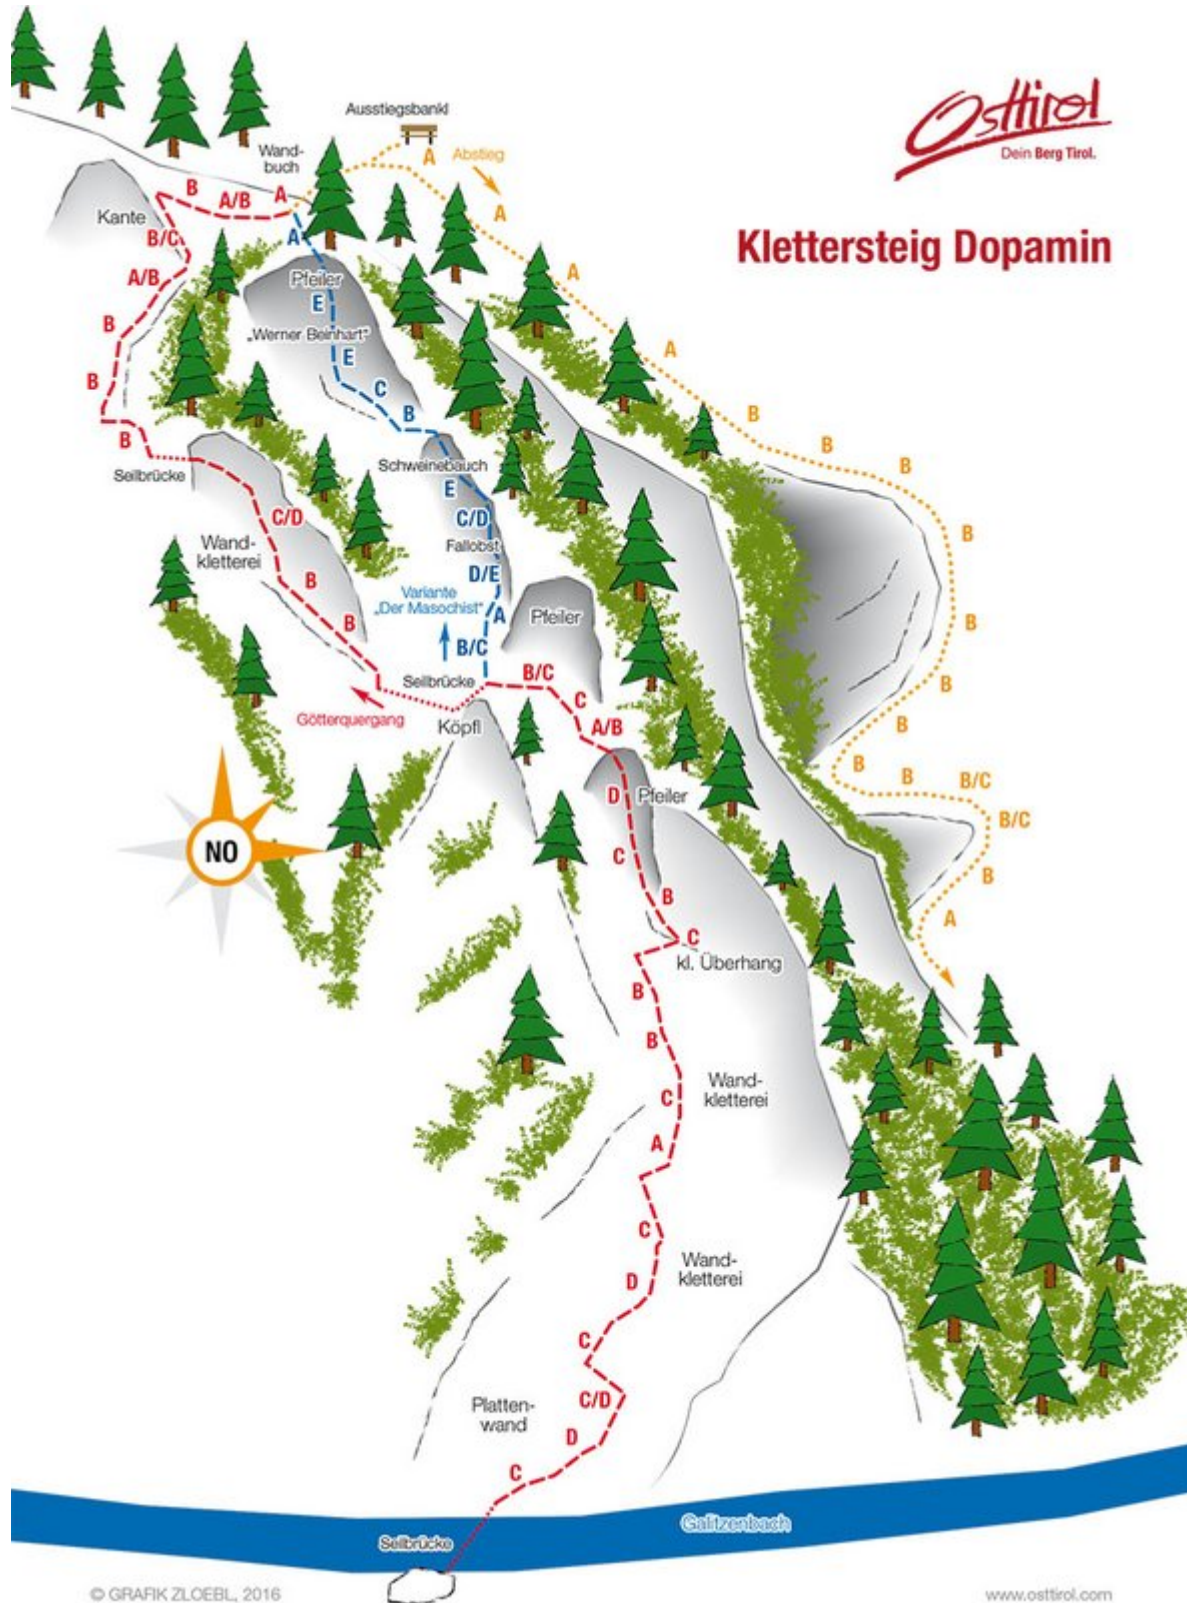 Osttirol
Dein Berg Tirol.
Klettersteig Dopamin
Ausstiegsbankl
Wand-
buch
A
Abstieg
A
B
A/B
A
Kante
B/C
A
A
A/B
Pfeiler
E
B
„Werner Beinhart“
A
E
B
C
B
B
B
B
B
Seilbrücke
Schweinebauch
E
C/D
C/D
B
Wand-
kletterei
Fallobst
D/E
B
Variante
„Der Masochist“
A
Pfeiler
B
B
B/C
B
Seilbrücke
B/C
Götterquergang
C
Köpfl
A/B
B
B
B
B/C
D
Pfeiler
B/C
NO
C
B
B
A
C
kl. Überhang
B
B
Wand-
kletterei
C
A
C
Wand-
kletterei
D
C
C/D
Platten-
wand
D
C
Galitzenbach
Seilbrücke
© GRAFIK ZLOEBL, 2016
www.osttirol.com